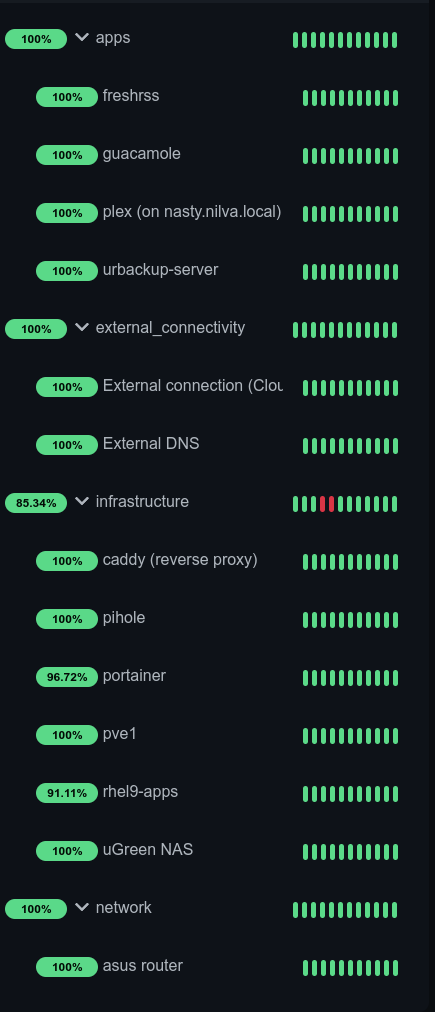 100% apps
100% freshrss
100% guacamole
100% plex (on nasty.nilva.local)
100% urbackup-server
100% external_connectivity
100% External connection (Clou
100% External DNS
85.34% infrastructure
100% caddy (reverse proxy)
100% pihole
96.72% portainer
100% pve1
91.11% rhel9-apps
100% uGreen NAS
100% network
100% asus router